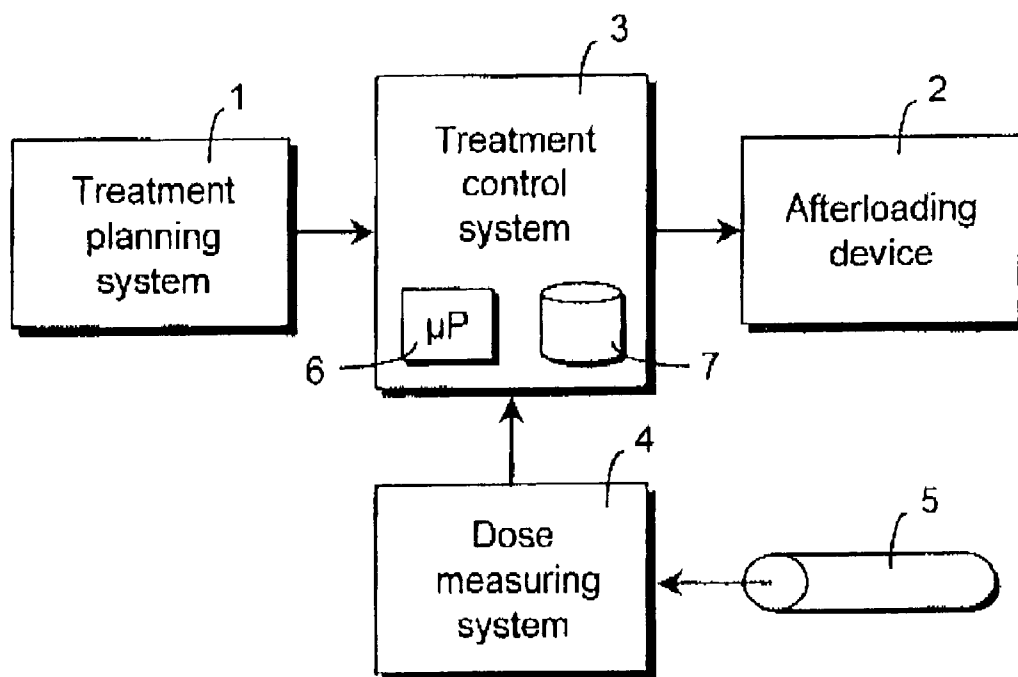 3
1
2
Treatment
planning
system
Treatment
control
system
Afterloading
device
µP
6
7
4
5
Dose
measuring
system